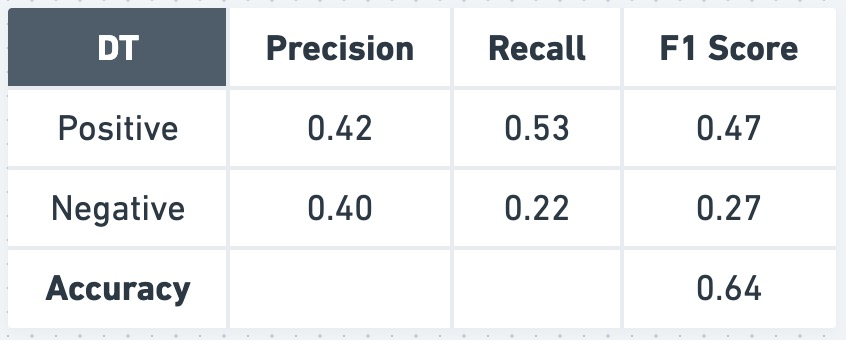 DT Precision Recall F1 Score
Positive 0.42 0.53 0.47
Negative 0.40 0.22 0.27
Accuracy 0.64